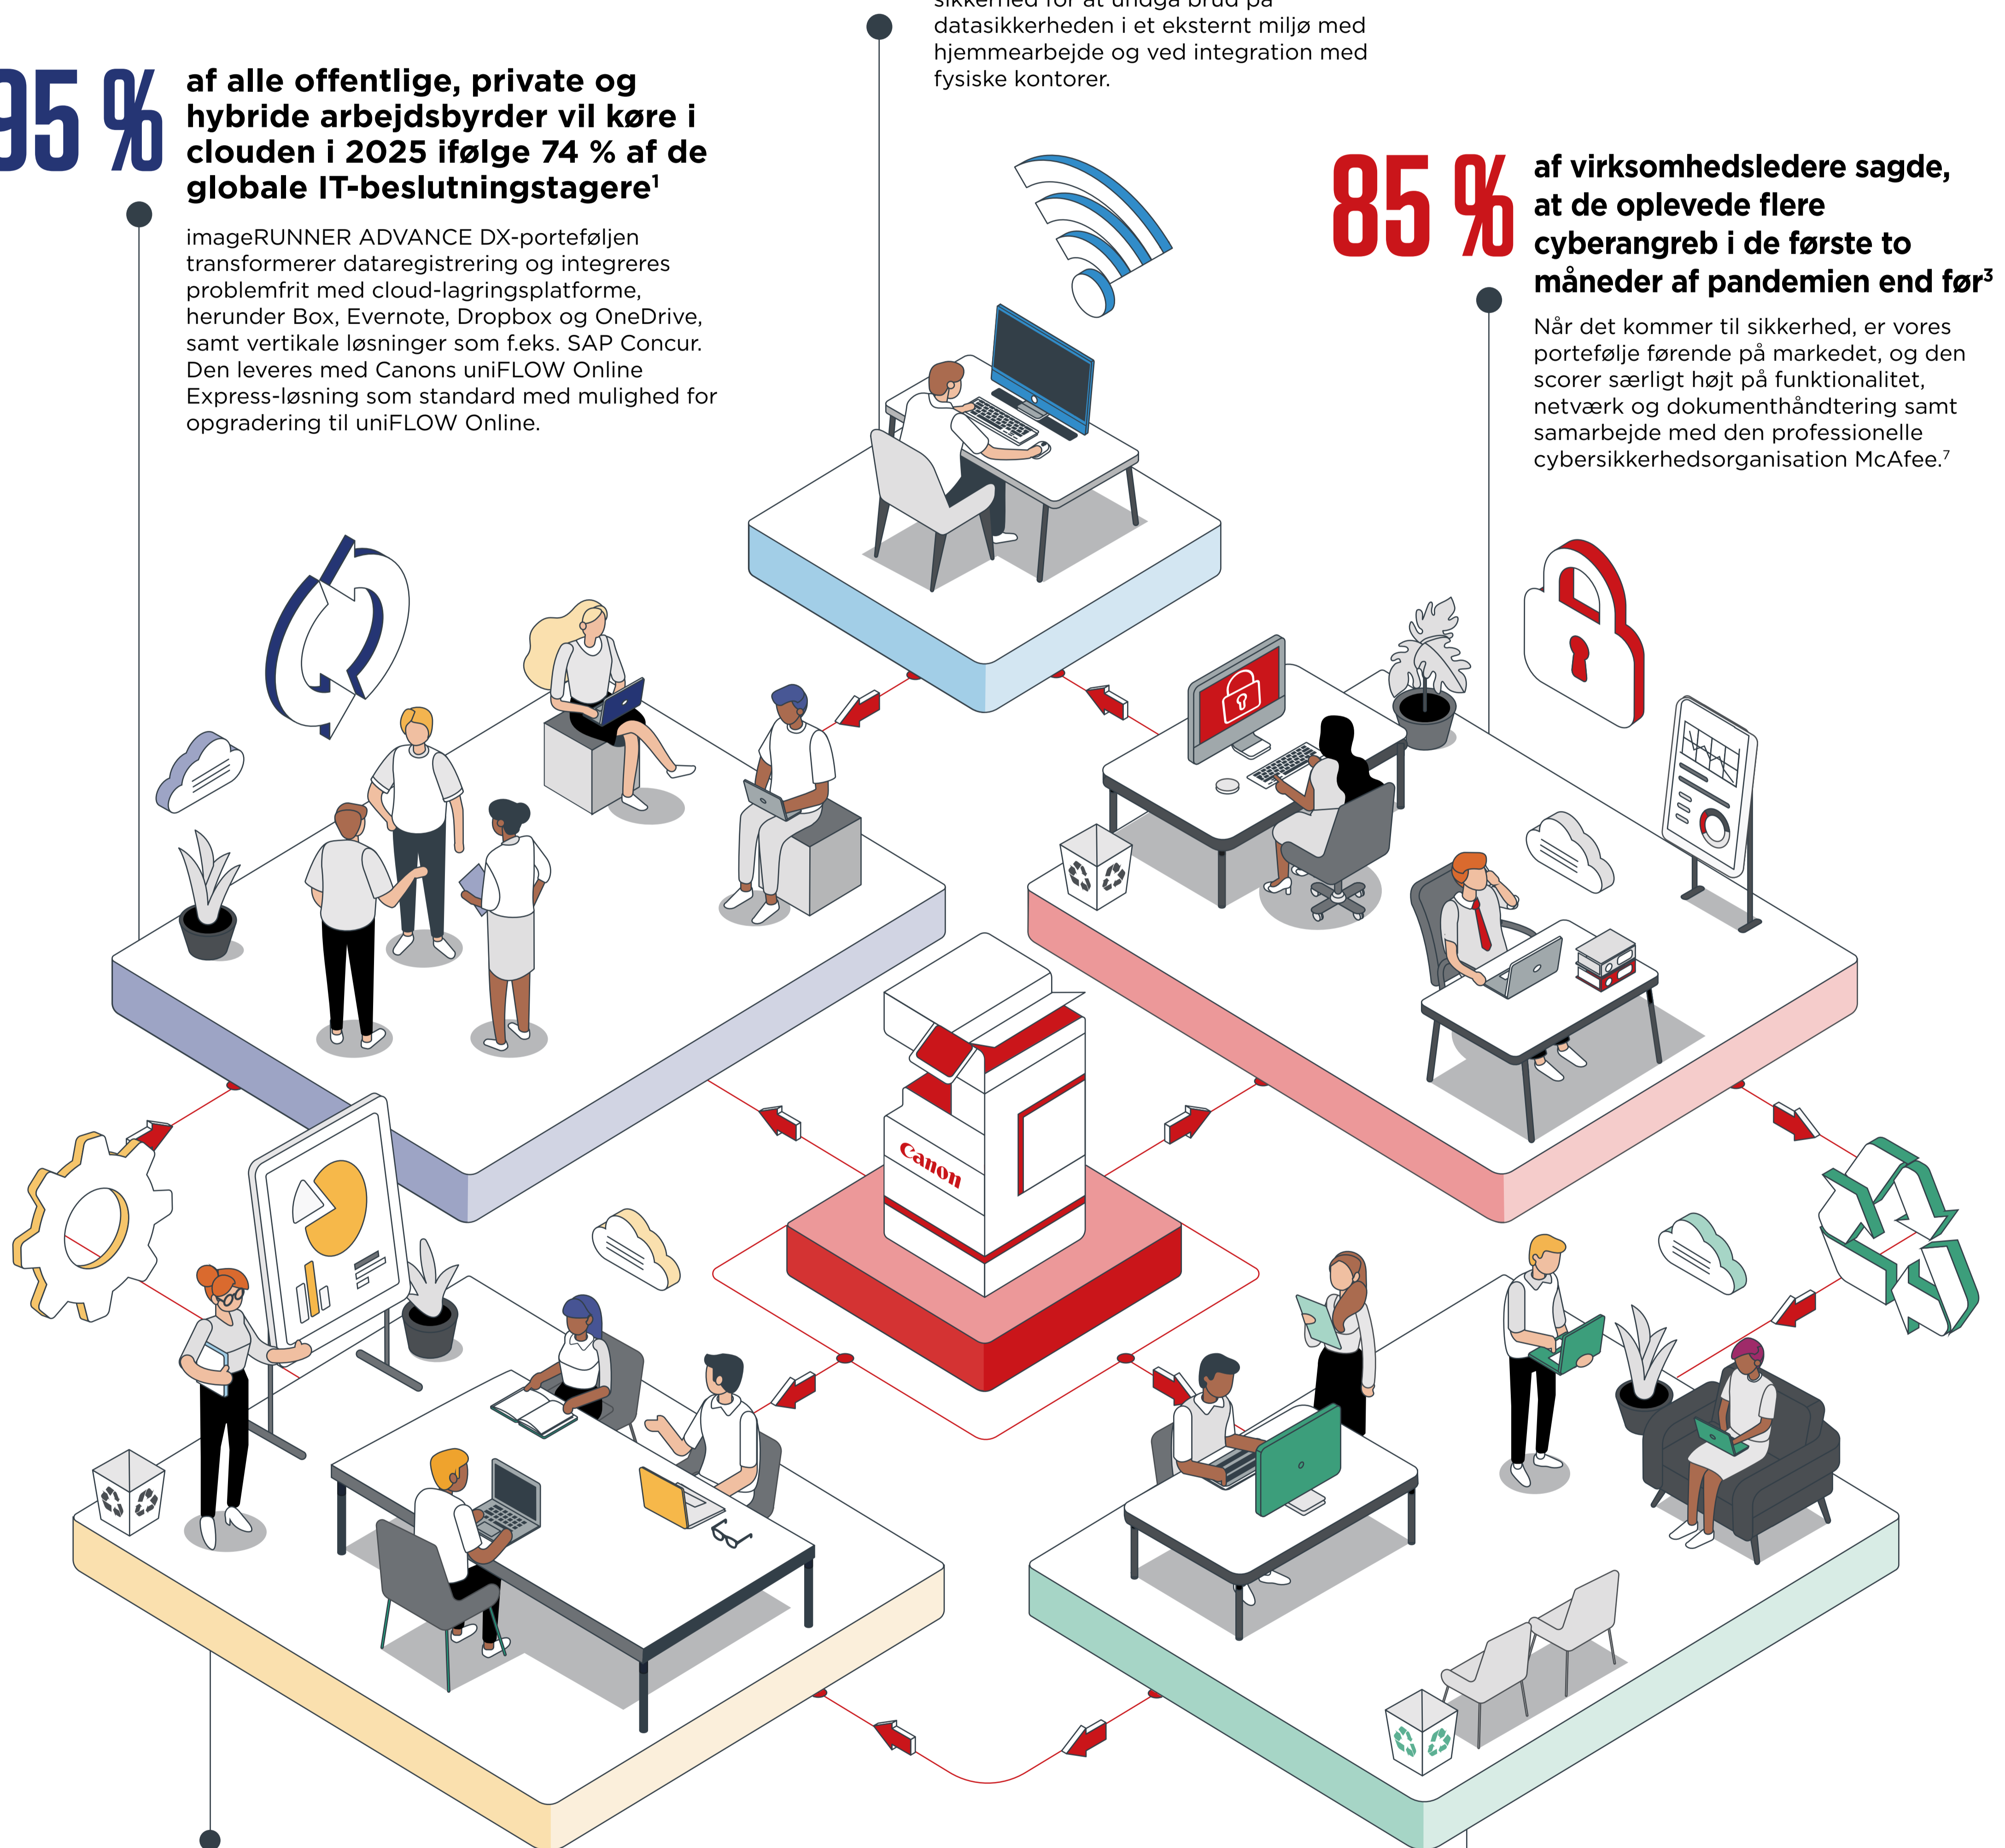 sikkerhed for at undgå brud på
datasikkerheden i et eksternt miljø med
hjemmearbejde og ved integration med
fysiske kontorer.
95 %
af alle offentlige, private og
hybride arbejdsbyrder vil køre i
clouden i 2025 ifølge 74 % af de
globale IT-beslutningstagere¹
imageRUNNER ADVANCE DX-porteføljen
transformerer dataregistrering og integreres
problemfrit med cloud-lagringsplatforme,
herunder Box, Evernote, Dropbox og OneDrive,
samt vertikale løsninger som f.eks. SAP Concur.
Den leveres med Canons uniFLOW Online
Express-løsning som standard med mulighed for
opgradering til uniFLOW Online.
85 %
af virksomhedsledere sagde,
at de oplevede flere
cyberangreb i de første to
måneder af pandemien end før³
Når det kommer til sikkerhed, er vores
portefølje førende på markedet, og den
scorer særligt højt på funktionalitet,
netværk og dokumenthåndtering samt
samarbejde med den professionelle
cybersikkerhedsorganisation McAfee.⁷
Canon